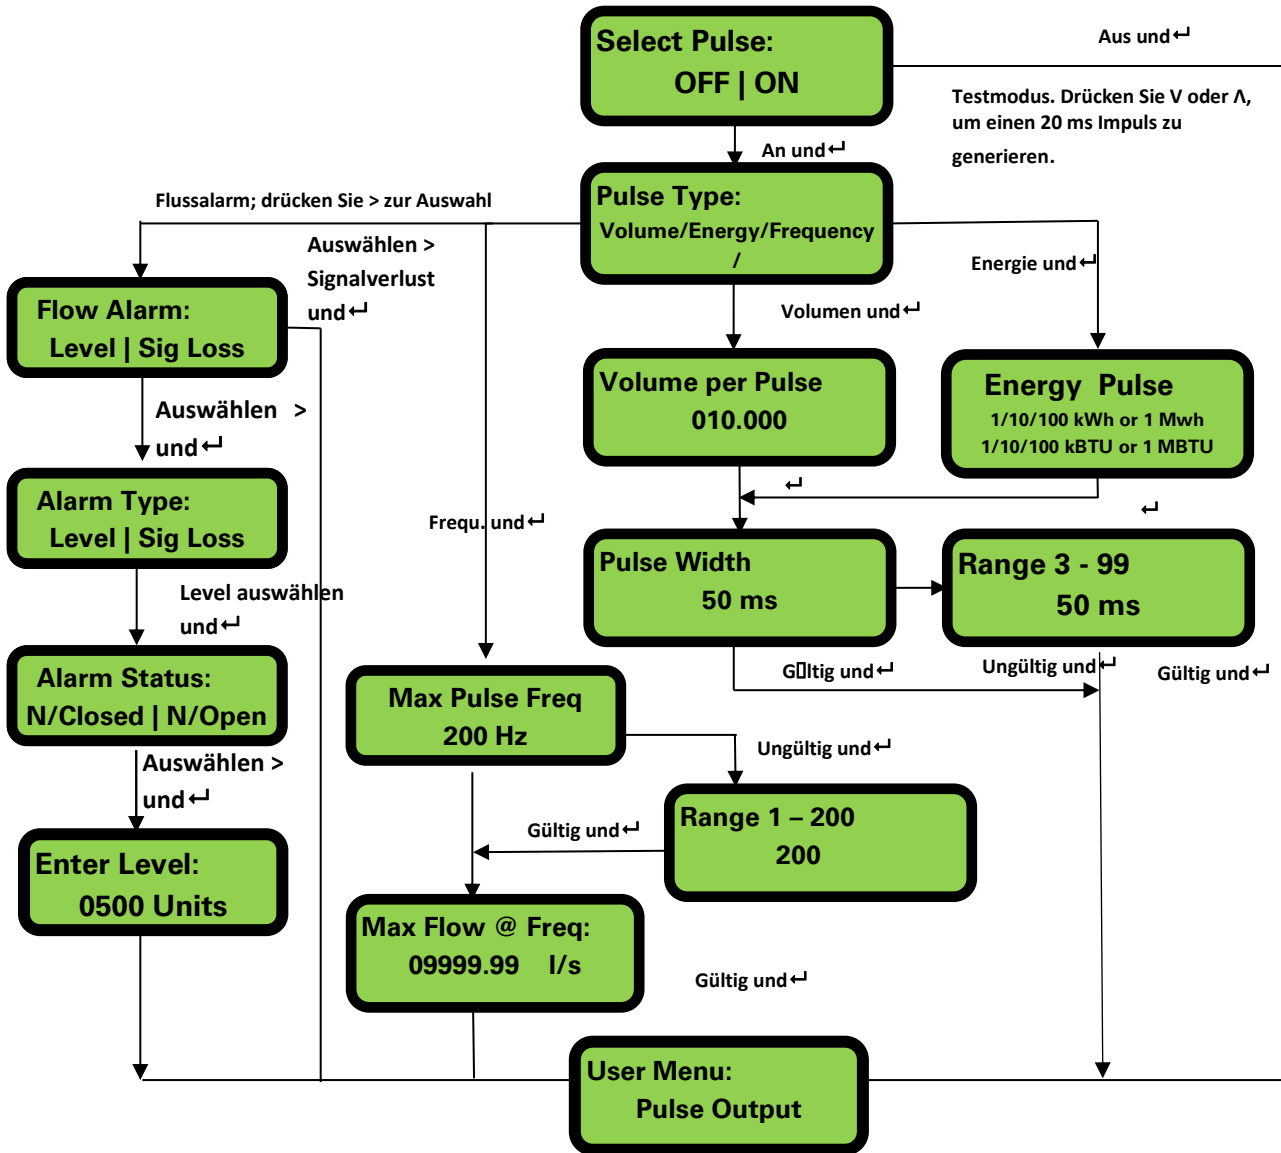 Select Pulse:
OFF | ON
Aus und ↵
Testmodus. Drücken Sie V oder Λ,
um einen 20 ms Impuls zu
generieren.
An und ↵
Flussalarm; drücken Sie > zur Auswahl
Pulse Type:
Volume/Energy/Frequency
/
Auswählen >
Signalverlust
und ↵
Energie und ↵
Volumen und ↵
Flow Alarm:
Level | Sig Loss
Volume per Pulse
010.000
Energy Pulse
1/10/100 kWh or 1 Mwh
1/10/100 kBTU or 1 MBTU
Auswählen >
und ↵
↵
↵
Alarm Type:
Level | Sig Loss
Frequ. und ↵
Pulse Width
50 ms
Range 3 - 99
50 ms
Level auswählen
und ↵
Alarm Status:
N/Closed | N/Open
G▯ltig und ↵
Ungültig und ↵
Gültig und ↵
Max Pulse Freq
200 Hz
Ungültig und ↵
Auswählen >
und ↵
Range 1 – 200
200
Gültig und ↵
Enter Level:
0500 Units
Max Flow @ Freq:
09999.99 l/s
Gültig und ↵
User Menu:
Pulse Output